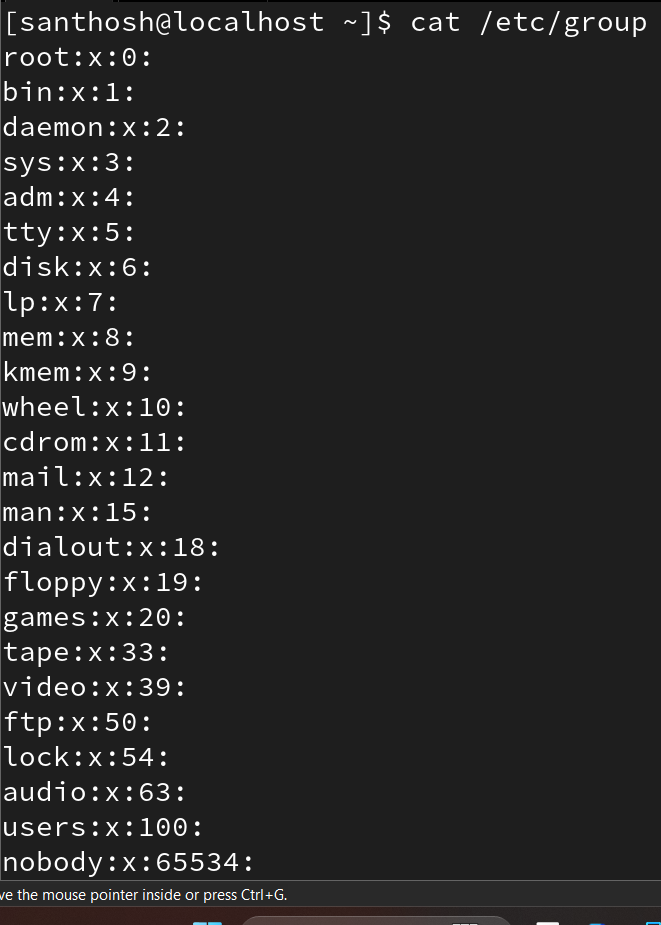 [santhosh@localhost ~]$ cat /etc/group
root:x:0:
bin:x:1:
daemon:x:2:
sys:x:3:
adm:x:4:
tty:x:5:
disk:x:6:
lp:x:7:
mem:x:8:
kmem:x:9:
wheel:x:10:
cdrom:x:11:
mail:x:12:
man:x:15:
dialout:x:18:
floppy:x:19:
games:x:20:
tape:x:33:
video:x:39:
ftp:x:50:
lock:x:54:
audio:x:63:
users:x:100:
nobody:x:65534:
ve the mouse pointer inside or press Ctrl+G.